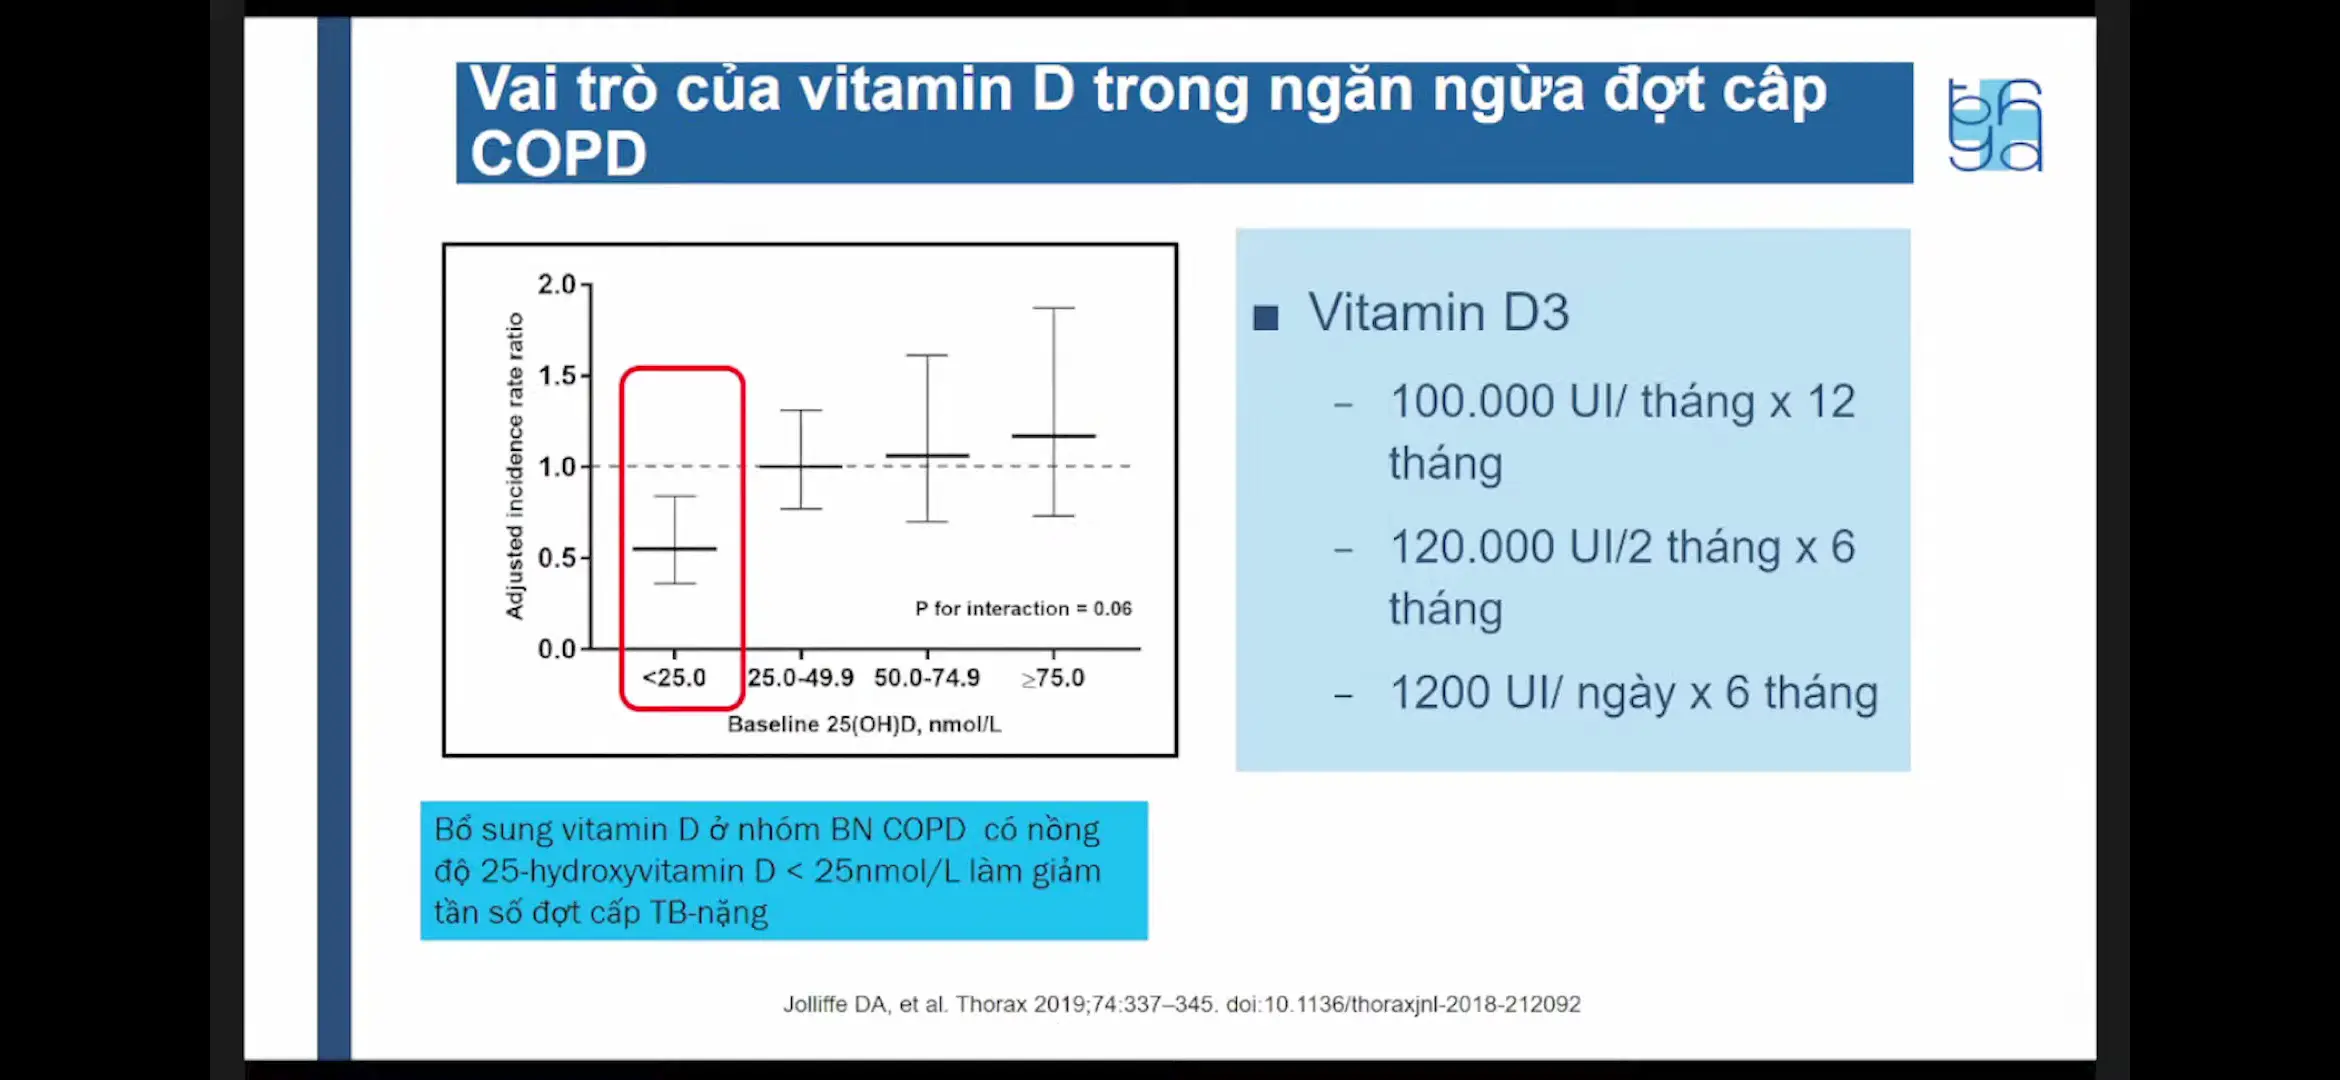 Vai trò của vitamin D trong ngăn ngừa đợt câp
COPD
2.0
1.5
1.0
0.5
0.0
Adjusted incidence rate ratio
P for interaction = 0.06
<25.0 25.0-49.9 50.0-74.9 ≥75.0
Baseline 25(OH)D, nmol/L
■ Vitamin D3
– 100.000 UI/ tháng x 12
tháng
– 120.000 UI/2 tháng x 6
tháng
– 1200 UI/ ngày x 6 tháng
Bổ sung vitamin D ở nhóm BN COPD có nồng
độ 25-hydroxyvitamin D < 25nmol/L làm giảm
tần số đợt cấp TB-nặng
Jolliffe DA, et al. Thorax 2019;74:337–345. doi:10.1136/thoraxjnl-2018-212092